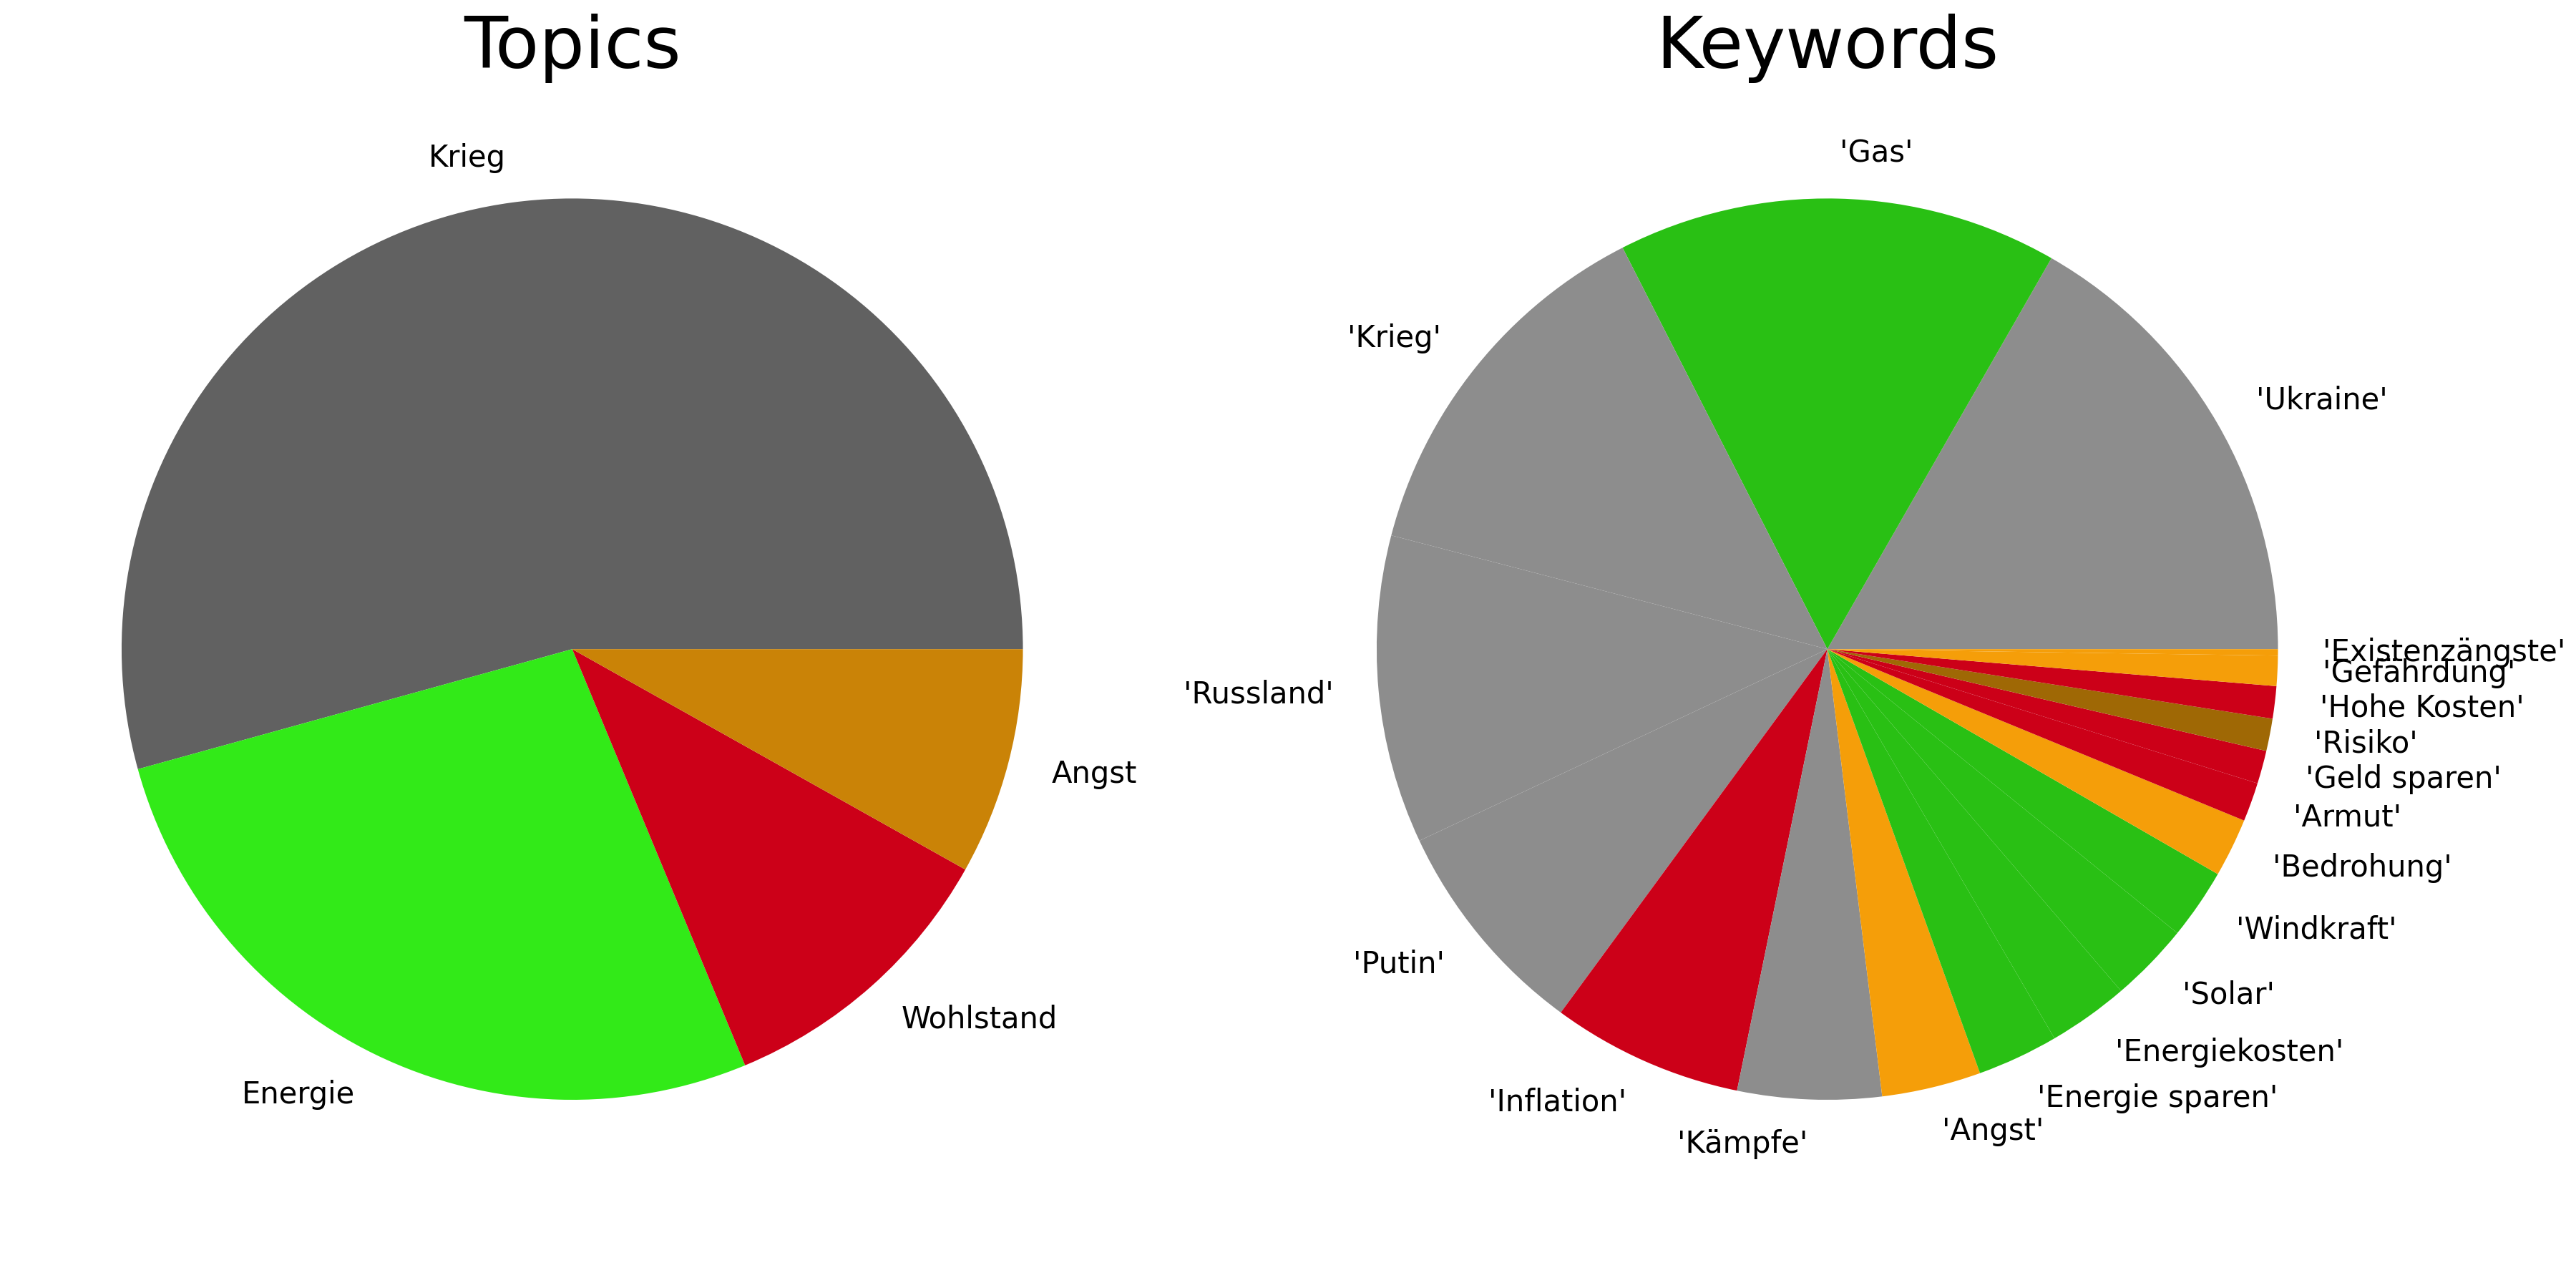 Topics
Krieg
Energie
Wohlstand
Angst
Keywords
'Ukraine'
'Gas'
'Krieg'
'Russland'
'Putin'
'Inflation'
'Kämpfe'
'Angst'
'Energie sparen'
'Energiekosten'
'Solar'
'Windkraft'
'Bedrohung'
'Armut'
'Geld sparen'
'Risiko'
'Hohe Kosten'
'Gefährdung'
'Existenzängste'